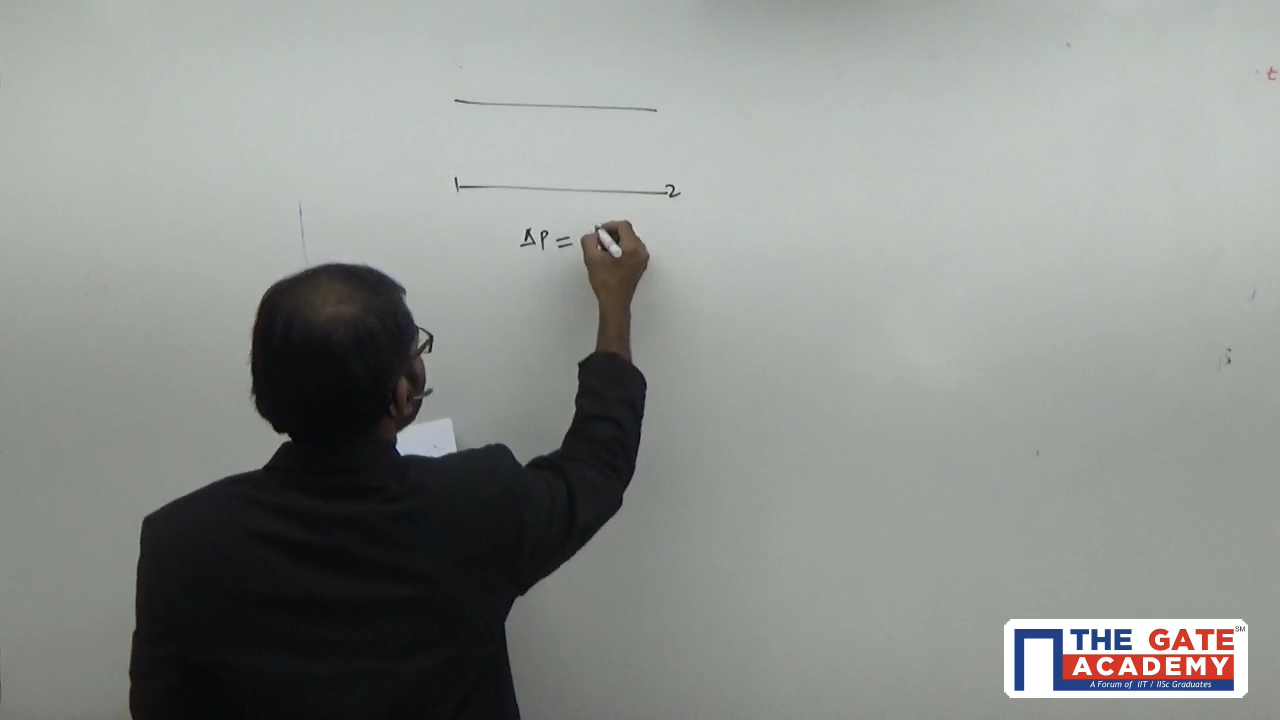 1 2
ΔP =
THE GATE
ACADEMY
SM
A Forum of IIT / IISc Graduates